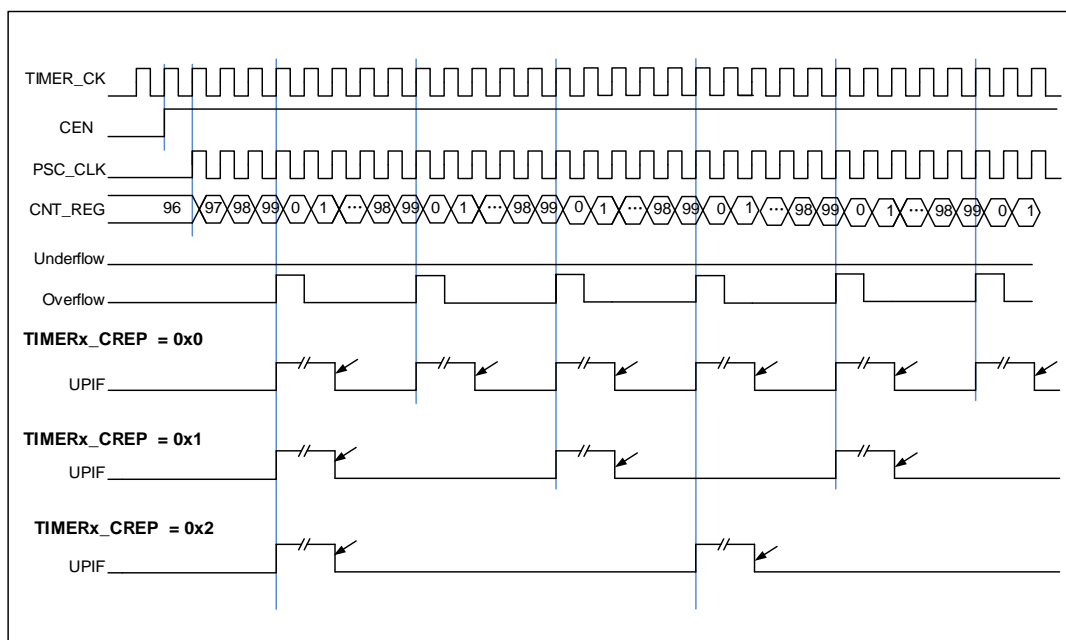 TIMER_CK
CEN
PSC_CLK
CNT_REG 96 97 98 99 0 1 ... 98 99 0 1 ... 98 99 0 1 ... 98 99 0 1 ... 98 99 0 1 ... 98 99 0 1
Underflow
Overflow
TIMERx_CREP = 0x0
UPIF
TIMERx_CREP = 0x1
UPIF
TIMERx_CREP = 0x2
UPIF